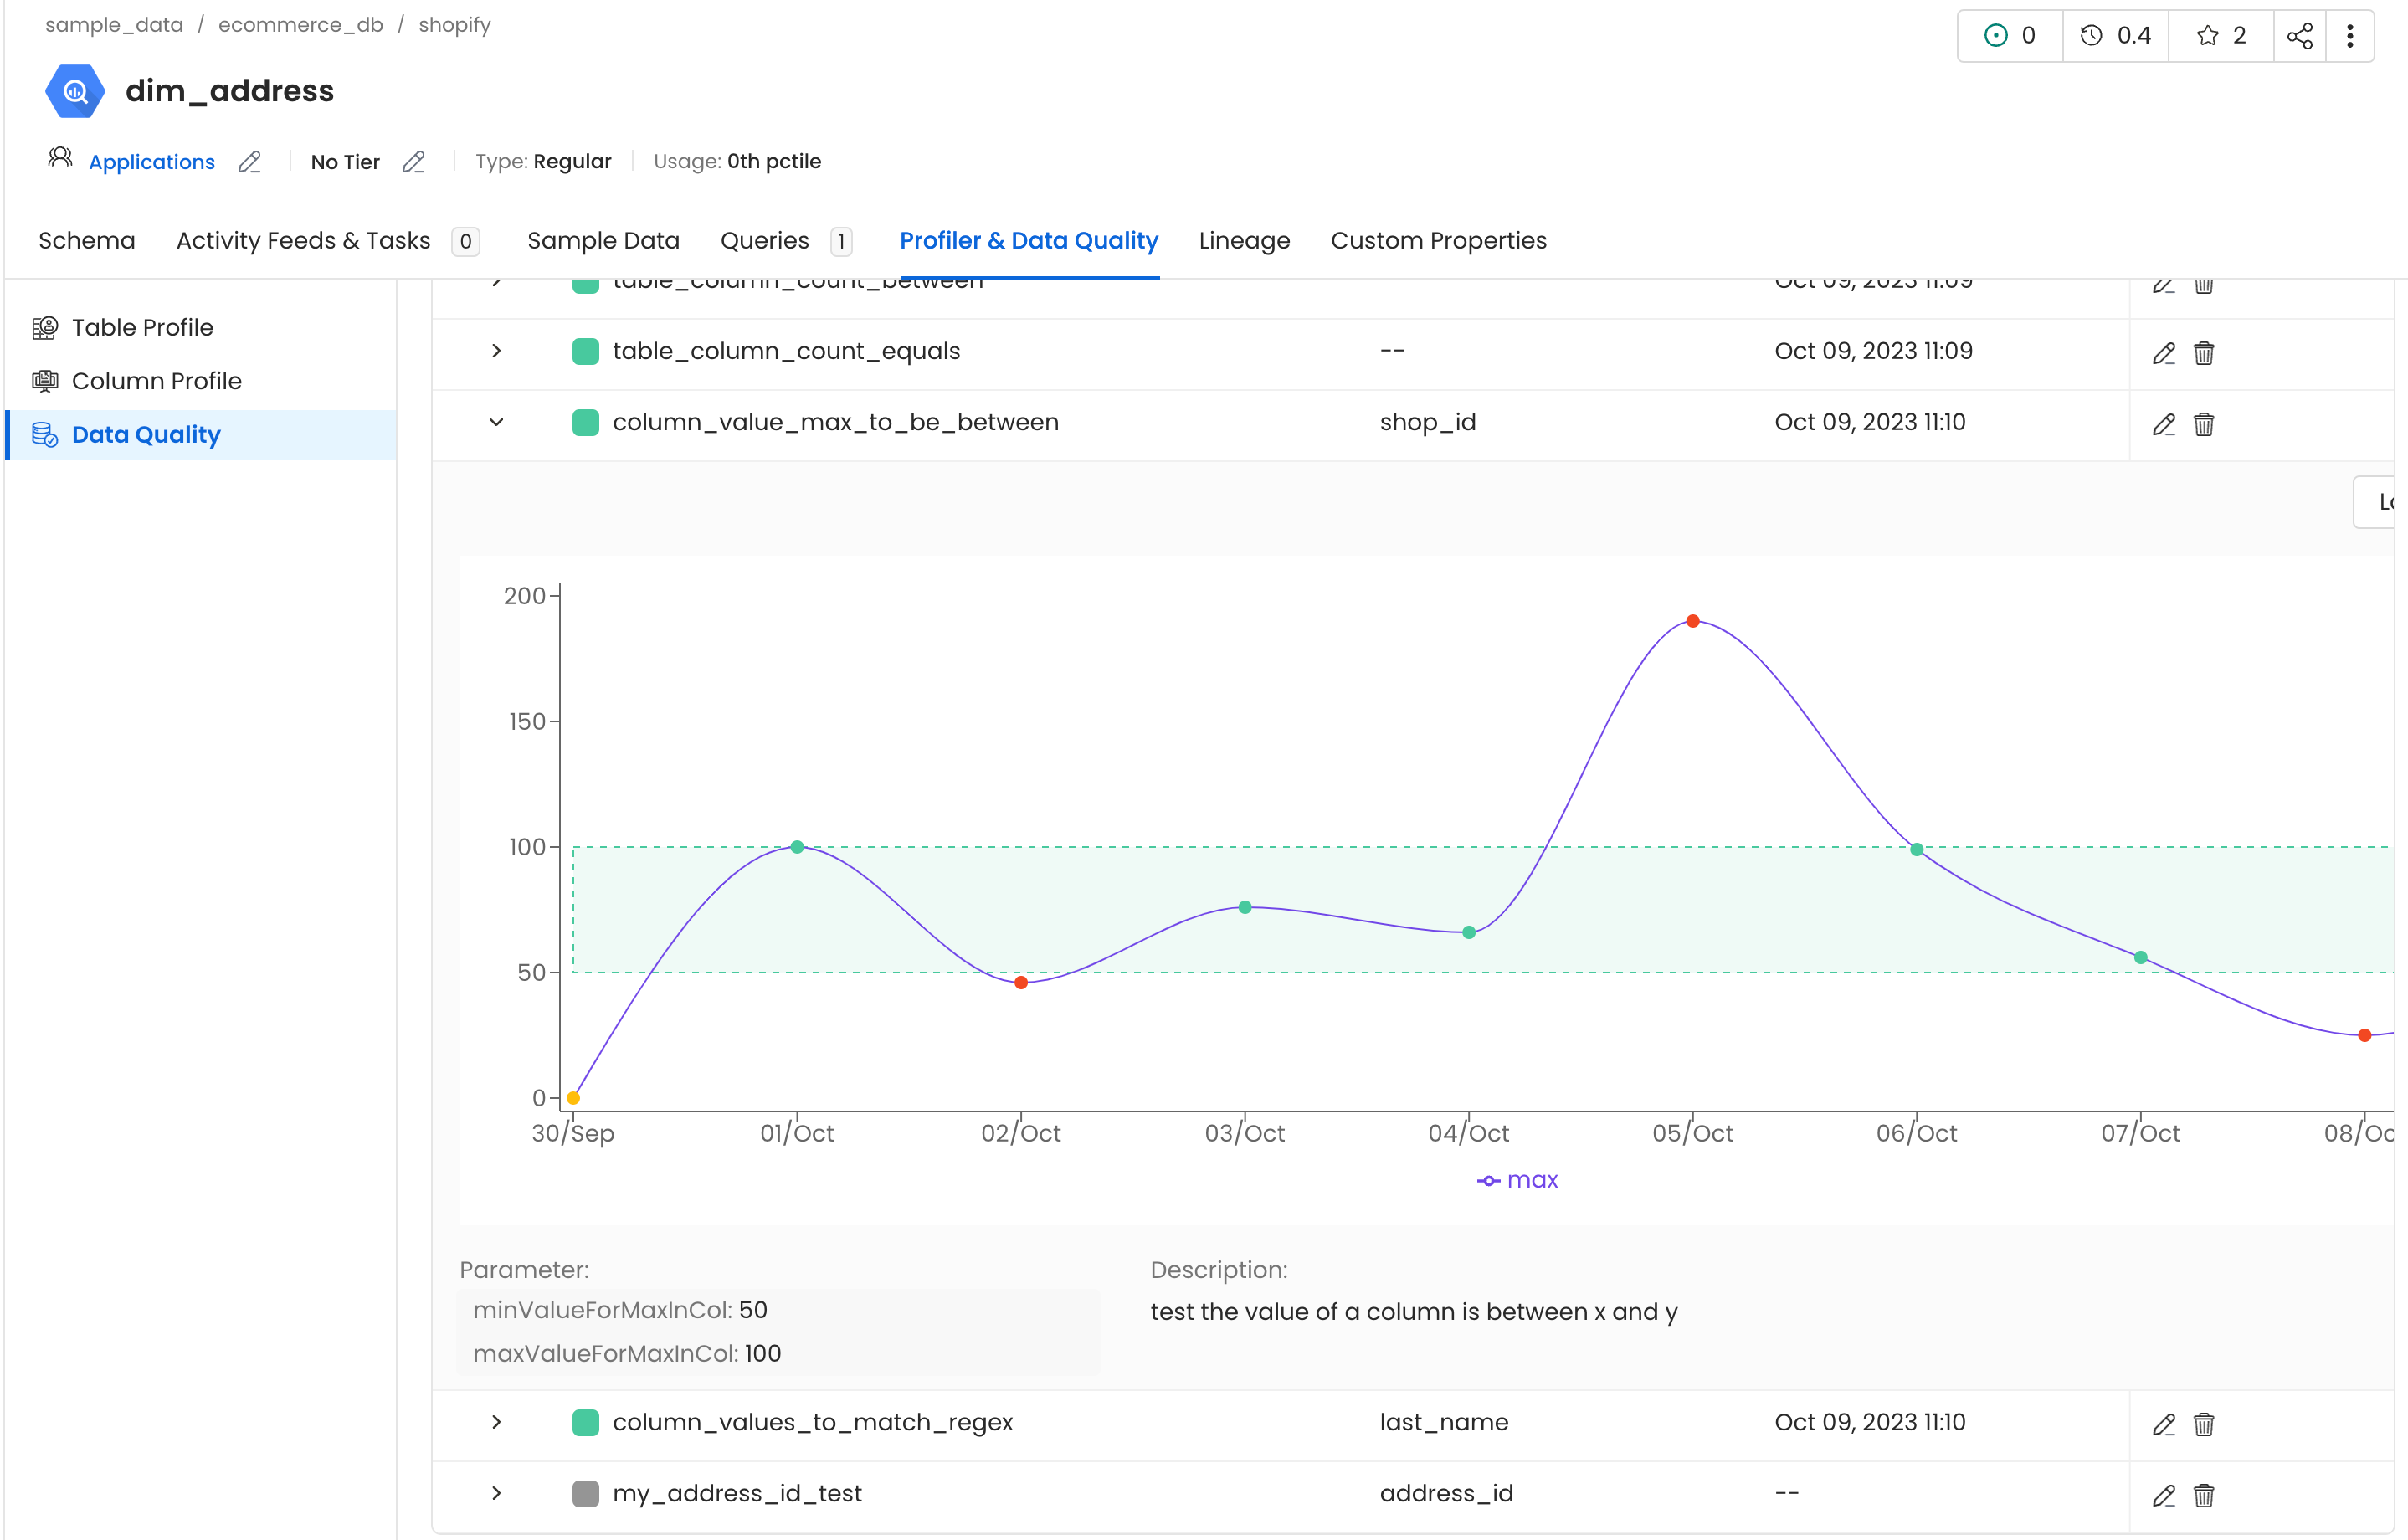 sample_data / ecommerce_db / shopify
0 0.4 2
dim_address
Applications No Tier Type: Regular Usage: 0th pctile
Schema Activity Feeds & Tasks 0 Sample Data Queries 1 Profiler & Data Quality Lineage Custom Properties
Table Profile
Column Profile
Data Quality
table_column_count_between -- Oct 09, 2023 11:09
table_column_count_equals -- Oct 09, 2023 11:09
column_value_max_to_be_between shop_id Oct 09, 2023 11:10
200
150
100
50
0
30/Sep 01/Oct 02/Oct 03/Oct 04/Oct 05/Oct 06/Oct 07/Oct 08/Oc
max
Parameter:
minValueForMaxInCol: 50
maxValueForMaxInCol: 100
Description:
test the value of a column is between x and y
column_values_to_match_regex last_name Oct 09, 2023 11:10
my_address_id_test address_id --